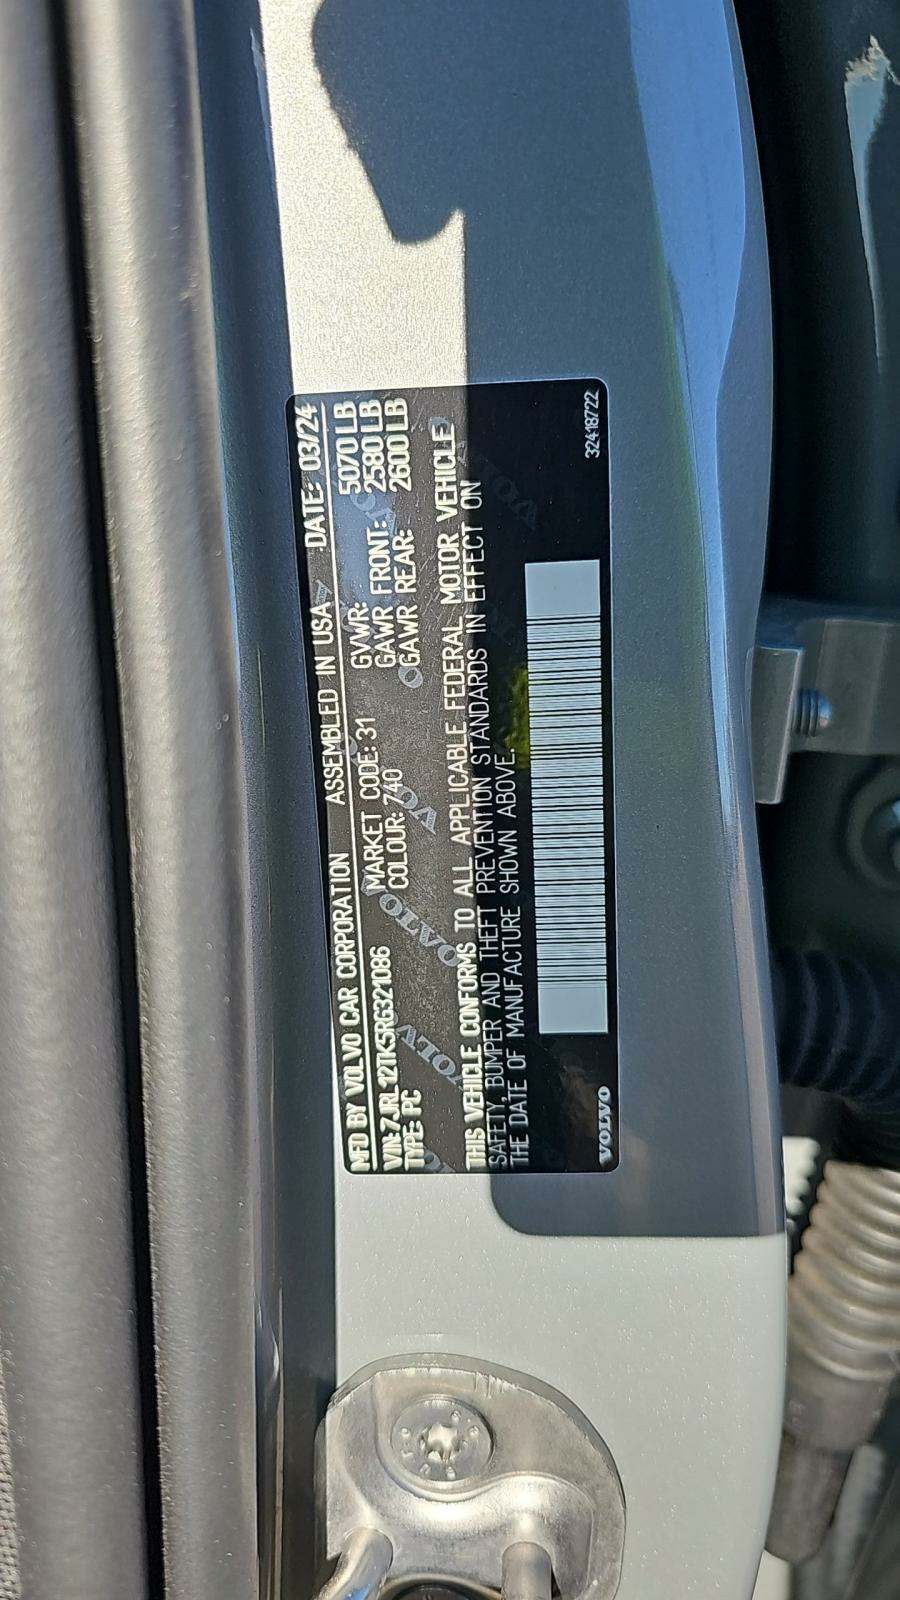 MFD BY VOLVO CAR CORPORATION ASSEMBLED IN USA DATE: 03/24
VIN: 7JRL12TK5RG321086 MARKET CODE: 31 GVWR: 5070 LB
TYPE: PC COLOUR: 740 GAWR FRONT: 2580 LB
GAWR REAR: 2600 LB
THIS VEHICLE CONFORMS TO ALL APPLICABLE FEDERAL MOTOR VEHICLE
SAFETY, BUMPER AND THEFT PREVENTION STANDARDS IN EFFECT ON
THE DATE OF MANUFACTURE SHOWN ABOVE.
VOLVO 32418722